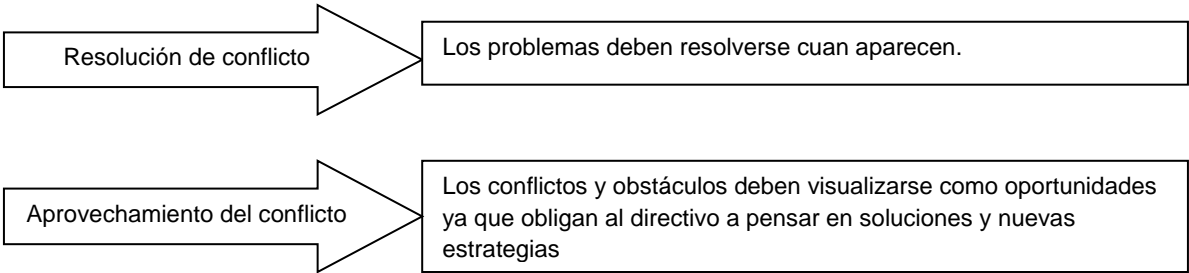 Resolución de conflicto
Los problemas deben resolverse cuan aparecen.
Aprovechamiento del conflicto
Los conflictos y obstáculos deben visualizarse como oportunidades
ya que obligan al directivo a pensar en soluciones y nuevas
estrategias